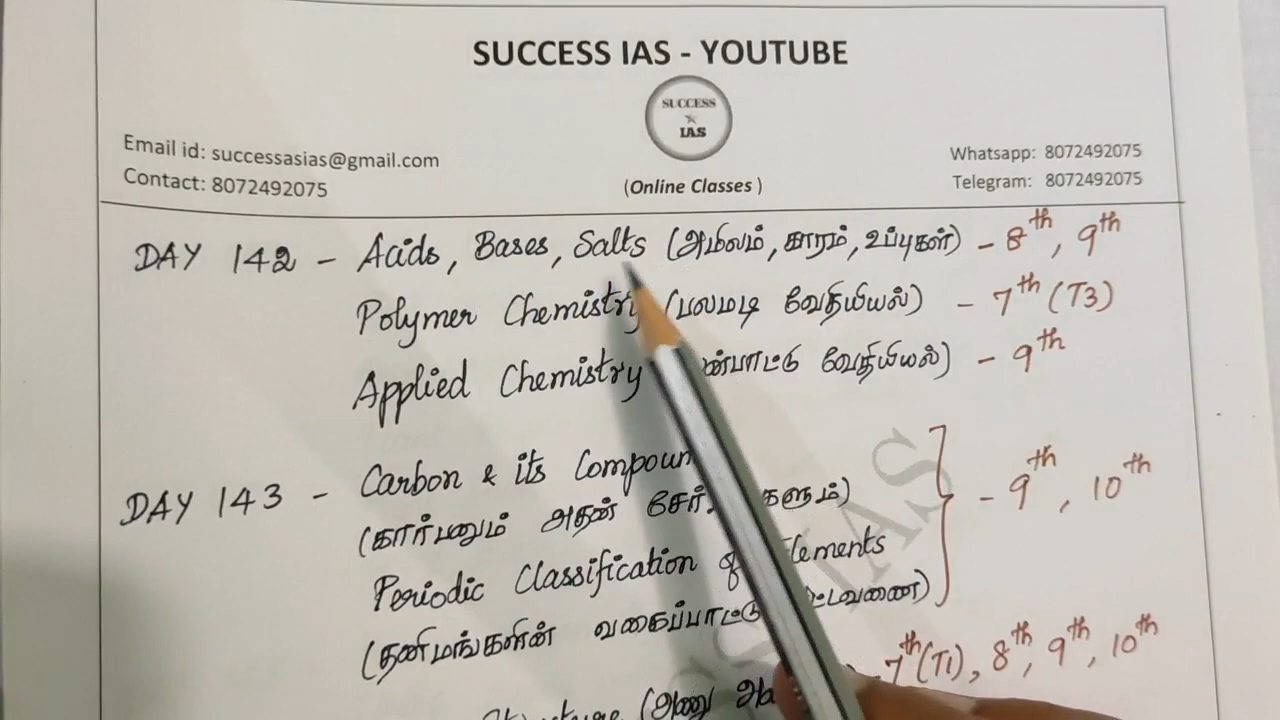 SUCCESS IAS - YOUTUBE
SUCCESS
IAS
Email id: successasias@gmail.com
Whatsapp: 8072492075
Contact: 8072492075
(Online Classes )
Telegram: 8072492075
DAY 142 - Acids, Bases, Salts (அமிலம், காரம், உப்புகள்) - 8th, 9th
Polymer Chemistry (பலமடி வேதியியல்) - 7th (T3)
Applied Chemistry வேதியியல்) - 9th
DAY 143 - Carbon & its
(கார்பனும் அதன்
- 9th, 10th
Periodic Classification
(தனிமங்களின் வகைப்பாட்டு
7th (T1), 8th, 9th, 10th
(அணு
IAS